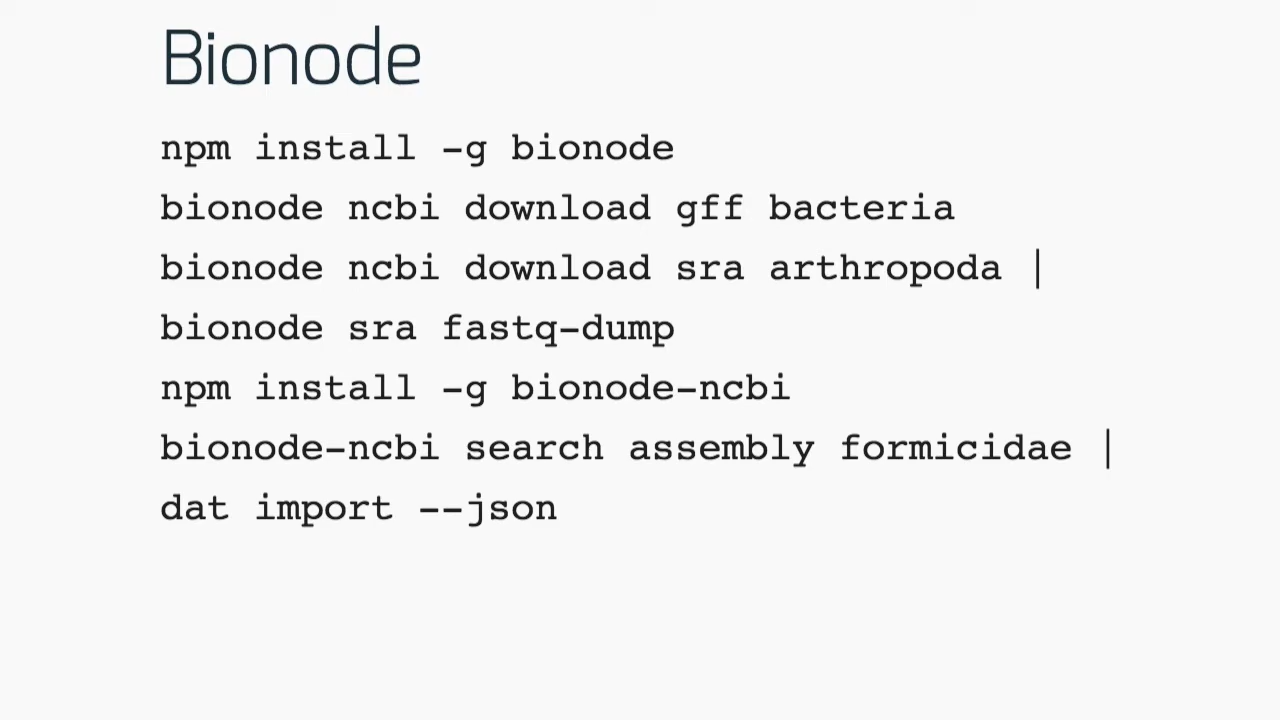 Bionode
npm install -g bionode
bionode ncbi download gff bacteria
bionode ncbi download sra arthropoda |
bionode sra fastq-dump
npm install -g bionode-ncbi
bionode-ncbi search assembly formicidae |
dat import --json